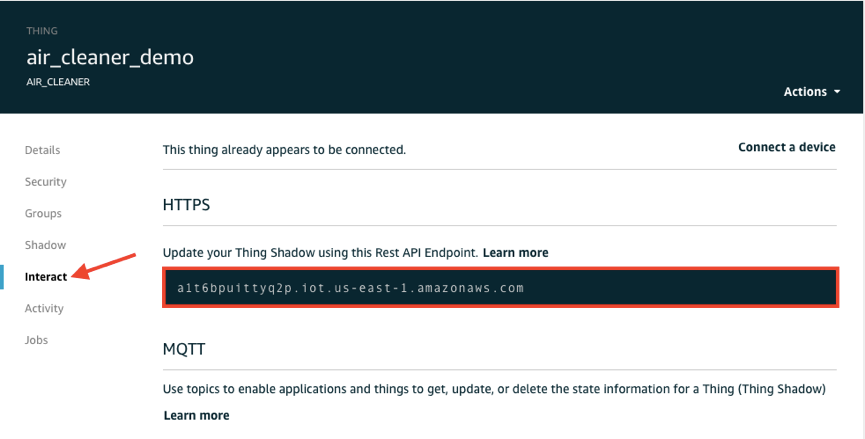 THING
air_cleaner_demo
AIR_CLEANER
Actions
Details
Security
Groups
Shadow
Interact
Activity
Jobs
This thing already appears to be connected.
Connect a device
HTTPS
Update your Thing Shadow using this Rest API Endpoint. Learn more
a1t6bpuittyq2p.iot.us-east-1.amazonaws.com
MQTT
Use topics to enable applications and things to get, update, or delete the state information for a Thing (Thing Shadow)
Learn more